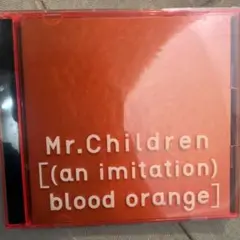 Mr.Children
[(an imitation)
blood orange]